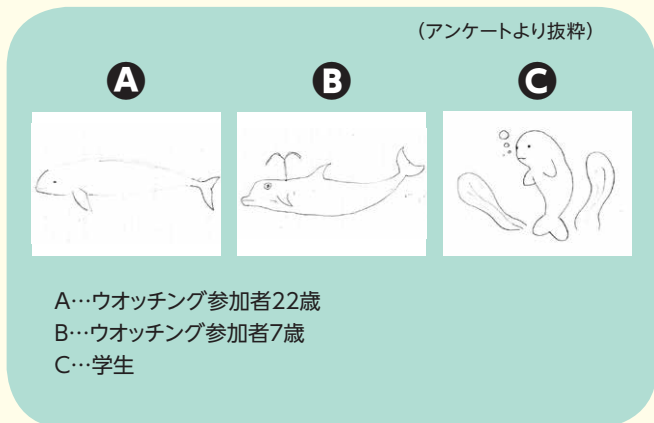 (アンケートより抜粋)
A
B
C
A…ウオッチング参加者22歳
B…ウオッチング参加者7歳
C…学生